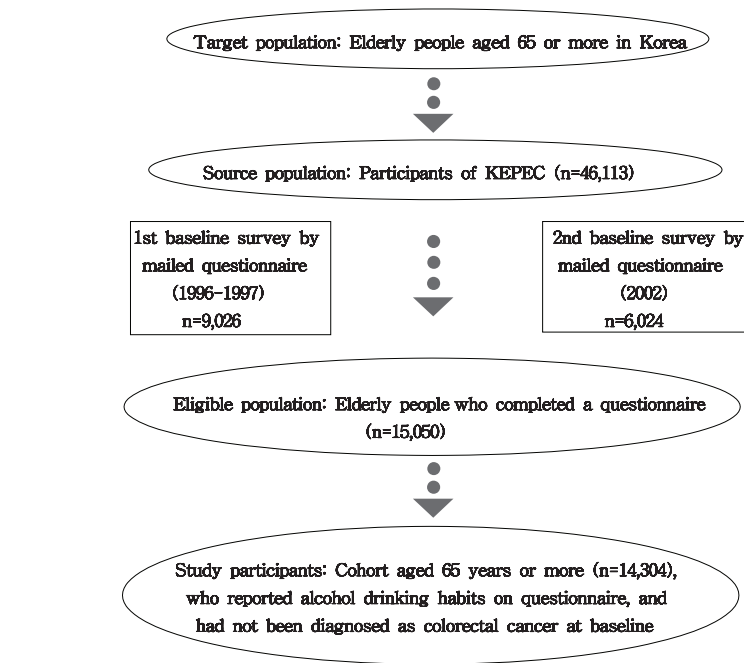 Target population: Elderly people aged 65 or more in Korea
Source population: Participants of KEPEC (n=46,113)
1st baseline survey by
mailed questionnaire
(1996-1997)
n=9,026
2nd baseline survey by
mailed questionnaire
(2002)
n=6,024
Eligible population: Elderly people who completed a questionnaire
(n=15,050)
Study participants: Cohort aged 65 years or more (n=14,304),
who reported alcohol drinking habits on questionnaire, and
had not been diagnosed as colorectal cancer at baseline